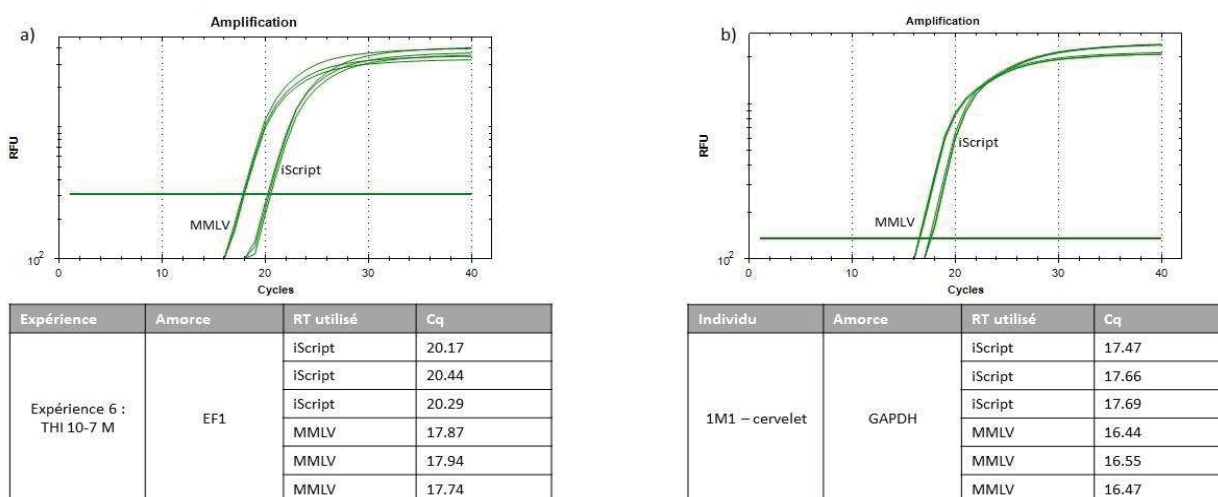 a)
Amplification
RFU
10²
MMLV
iScript
0 10 20 30 40
Cycles
Expérience Amorce RT utilisé Cq
Expérience 6 :
THI 10-7 M
EF1
iScript 20.17
iScript 20.44
iScript 20.29
MMLV 17.87
MMLV 17.94
MMLV 17.74
b)
Amplification
RFU
10²
MMLV
iScript
0 10 20 30 40
Cycles
Individu Amorce RT utilisé Cq
1M1 – cervelet
GAPDH
iScript 17.47
iScript 17.66
iScript 17.69
MMLV 16.44
MMLV 16.55
MMLV 16.47